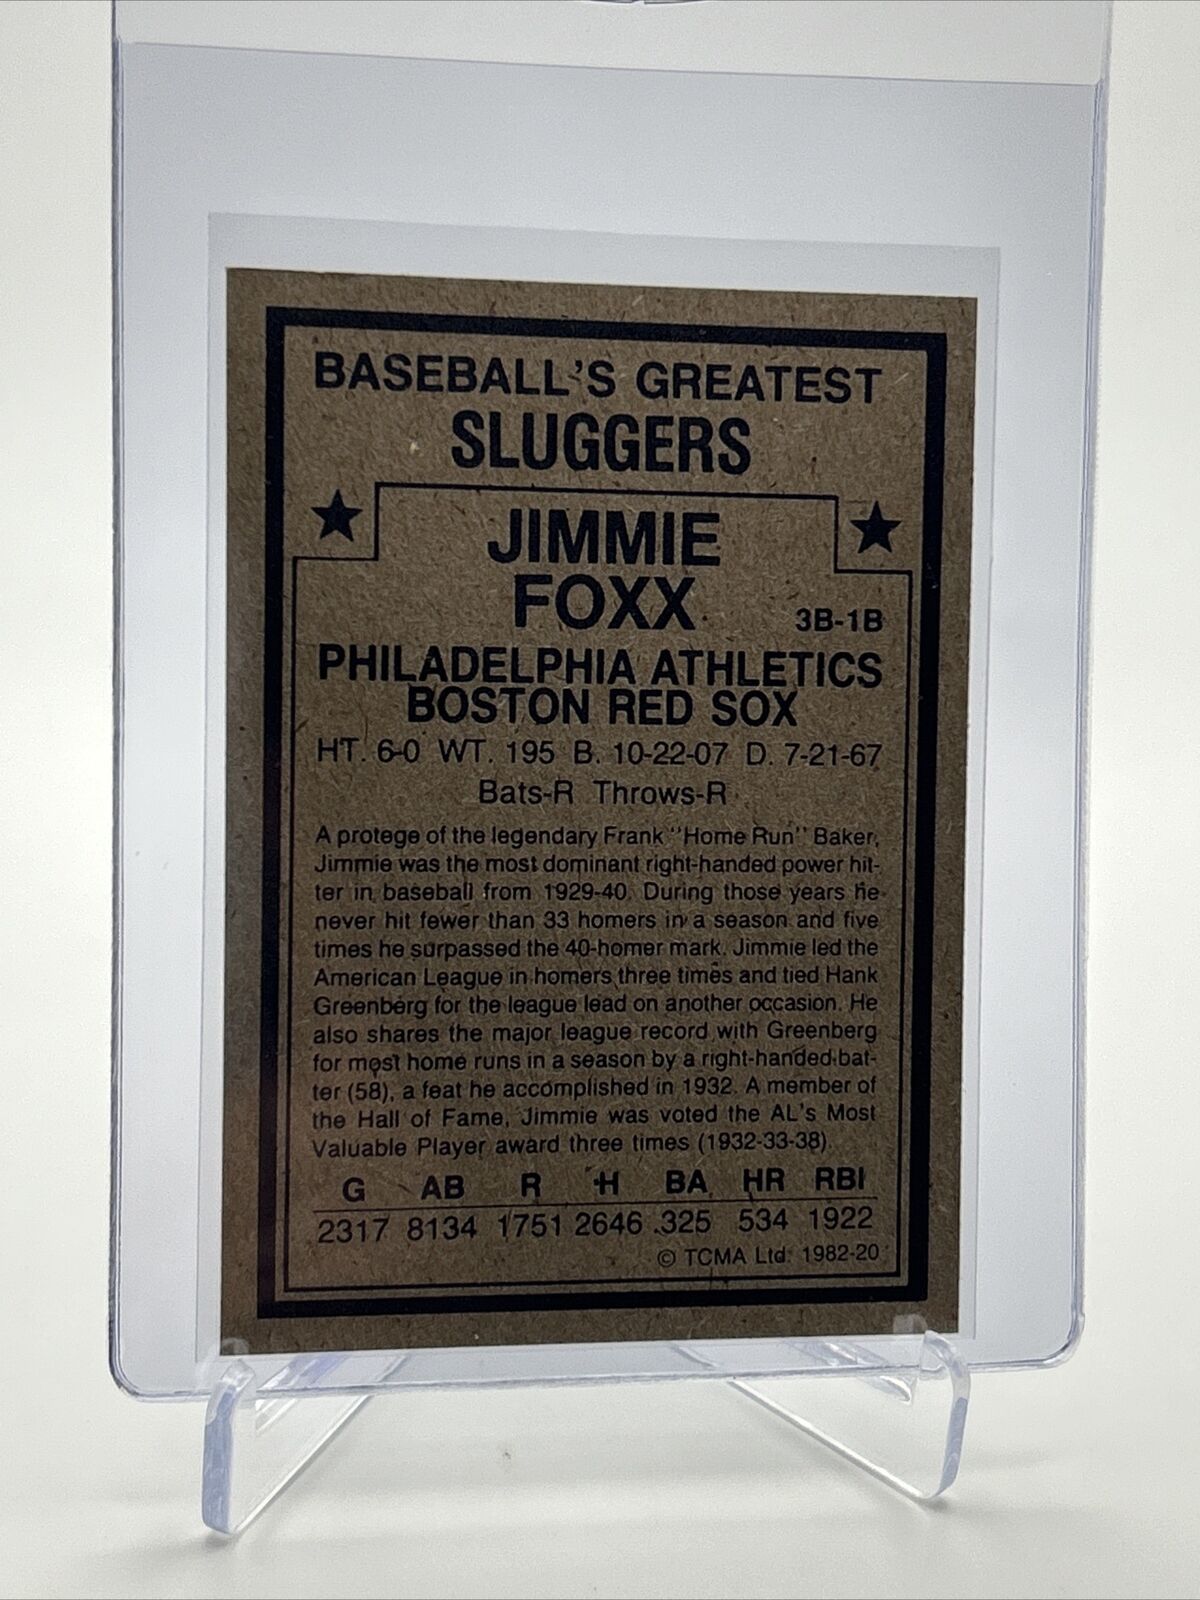 BASEBALL'S GREATEST
SLUGGERS
JIMMIE
FOXX
3B-1B
PHILADELPHIA ATHLETICS
BOSTON RED SOX
HT. 6-0 WT. 195 B. 10-22-07 D. 7-21-67
Bats-R Throws-R
A protege of the legendary Frank "Home Run" Baker,
Jimmie was the most dominant right-handed power hit-
ter in baseball from 1929-40. During those years he
never hit fewer than 33 homers in a season and five
times he surpassed the 40-homer mark. Jimmie led the
American League in homers three times and tied Hank
Greenberg for the league lead on another occasion. He
also shares the major league record with Greenberg
for most home runs in a season by a right-handed bat-
ter (58), a feat he accomplished in 1932. A member of
the Hall of Fame, Jimmie was voted the AL's Most
Valuable Player award three times (1932-33-38).
G AB R H BA HR RBI
2317 8134 1751 2646 .325 534 1922
© TCMA Ltd. 1982-20